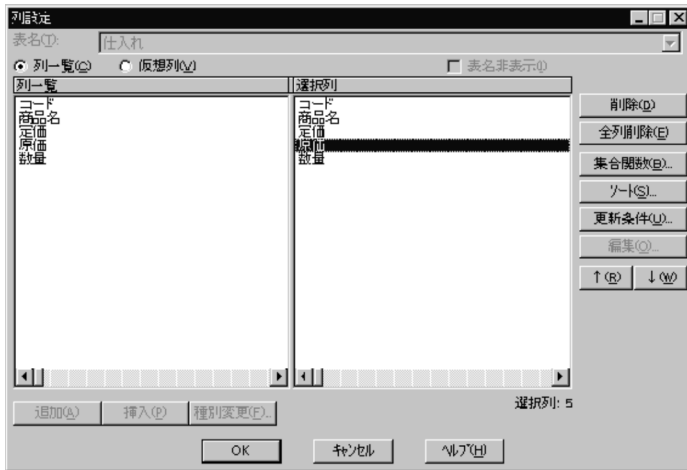 列設定
表名(T): 仕入れ
列一覧(C) 仮想列(V) 表名非表示(I)
列一覧 選択列
コード
商品名
定価
原価
数量
コード
商品名
定価
原価
数量
削除(D)
全列削除(E)
集合関数(B)...
ソート(S)...
更新条件(U)...
編集(O)...
↑(R) ↓(W)
追加(A) 挿入(P) 種別変更(F)...
選択列: 5
OK キャンセル ヘルプ(H)